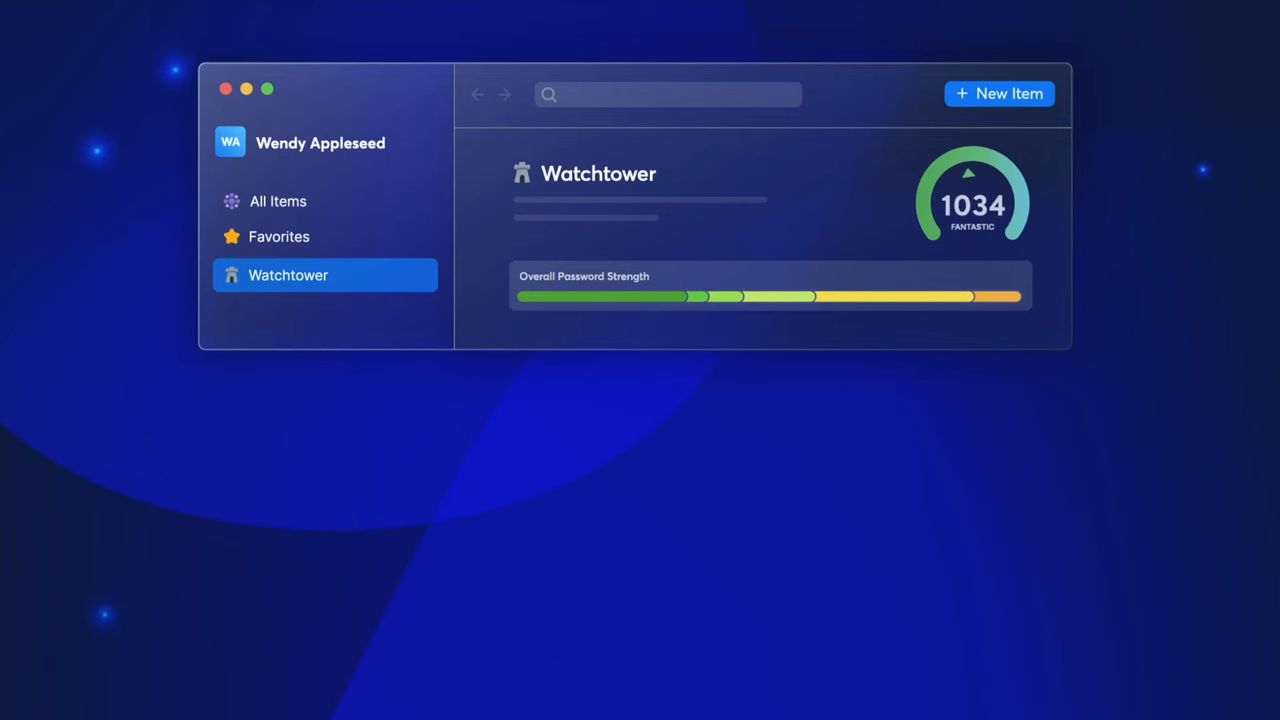 WA
Wendy Appleseed
All Items
Favorites
Watchtower
+ New Item
Watchtower
1034
FANTASTIC
Overall Password Strength